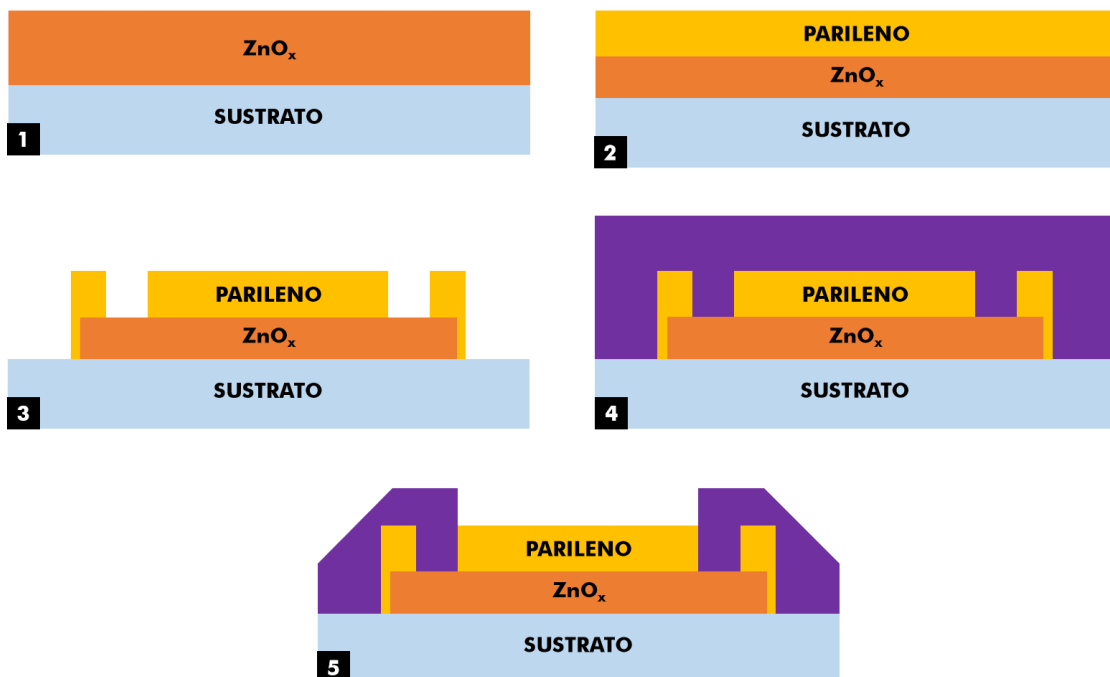 ZnOₓ
SUSTRATO
1
PARILENO
ZnOₓ
SUSTRATO
2
PARILENO
ZnOₓ
SUSTRATO
3
PARILENO
ZnOₓ
SUSTRATO
4
PARILENO
ZnOₓ
SUSTRATO
5